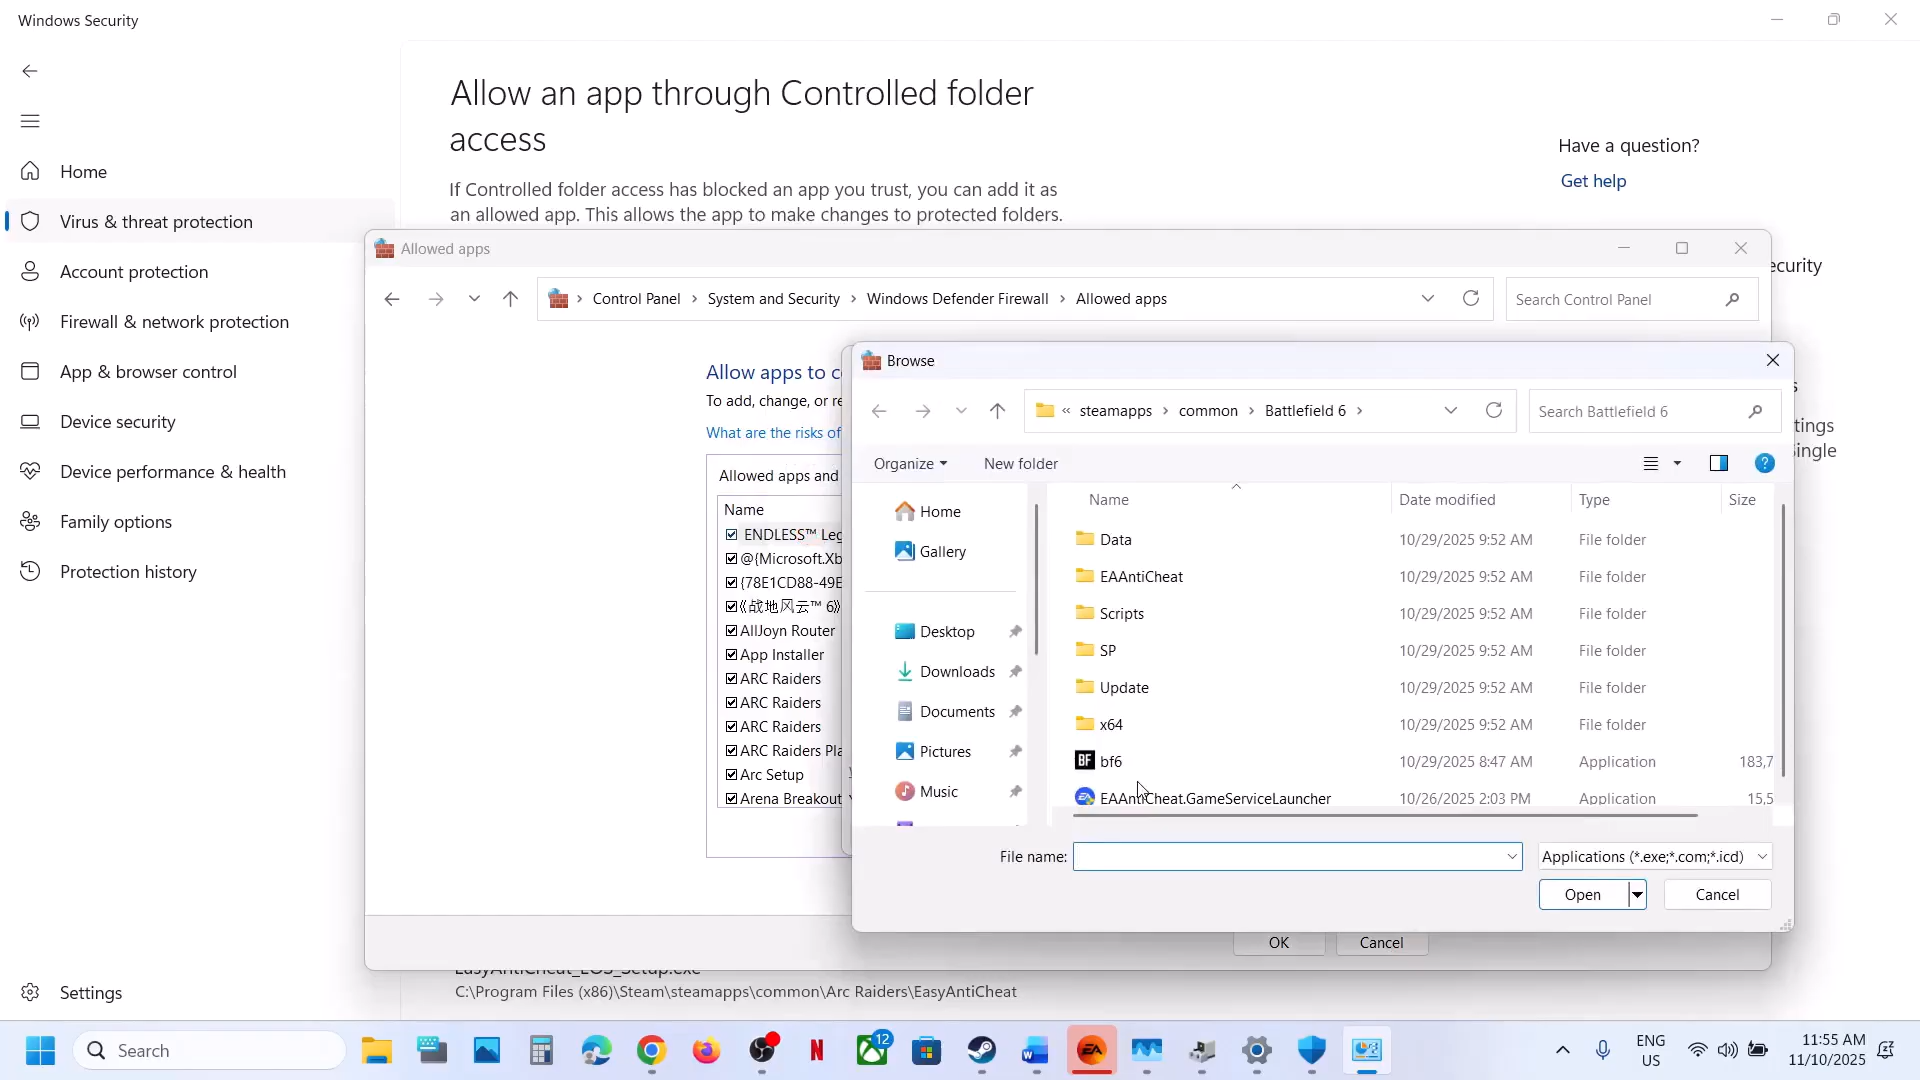 Windows Security
Home
Virus & threat protection
Account protection
Firewall & network protection
App & browser control
Device security
Device performance & health
Family options
Protection history
Settings
Allow an app through Controlled folder
access
If Controlled folder access has blocked an app you trust, you can add it as
an allowed app. This allows the app to make changes to protected folders.
Have a question?
Get help
ecurity
tings
Single
Allowed apps
Control Panel > System and Security > Windows Defender Firewall > Allowed apps
Search Control Panel
Allow apps to c
To add, change, or re
What are the risks of
Allowed apps and
Name
ENDLESS™ Leg
@{Microsoft.Xb
{78E1CD88-49E
《战地风云™ 6》
AllJoyn Router
App Installer
ARC Raiders
ARC Raiders
ARC Raiders
ARC Raiders Pla
Arc Setup
Arena Breakout
OK
Cancel
Browse
« steamapps > common > Battlefield 6 >
Search Battlefield 6
Organize
New folder
Home
Gallery
Desktop
Downloads
Documents
Pictures
Music
Name Date modified Type Size
Data 10/29/2025 9:52 AM File folder
EAAntiCheat 10/29/2025 9:52 AM File folder
Scripts 10/29/2025 9:52 AM File folder
SP 10/29/2025 9:52 AM File folder
Update 10/29/2025 9:52 AM File folder
x64 10/29/2025 9:52 AM File folder
bf6 10/29/2025 8:47 AM Application 183,7
EAAntiCheat.GameServiceLauncher 10/26/2025 2:03 PM Application 15,5
File name:
Applications (*.exe;*.com;*.icd)
Open
Cancel
EasyAntiCheat_EOS_Setup.exe
C:\Program Files (x86)\Steam\steamapps\common\Arc Raiders\EasyAntiCheat
Search
12
ENG
US
11:55 AM
11/10/2025